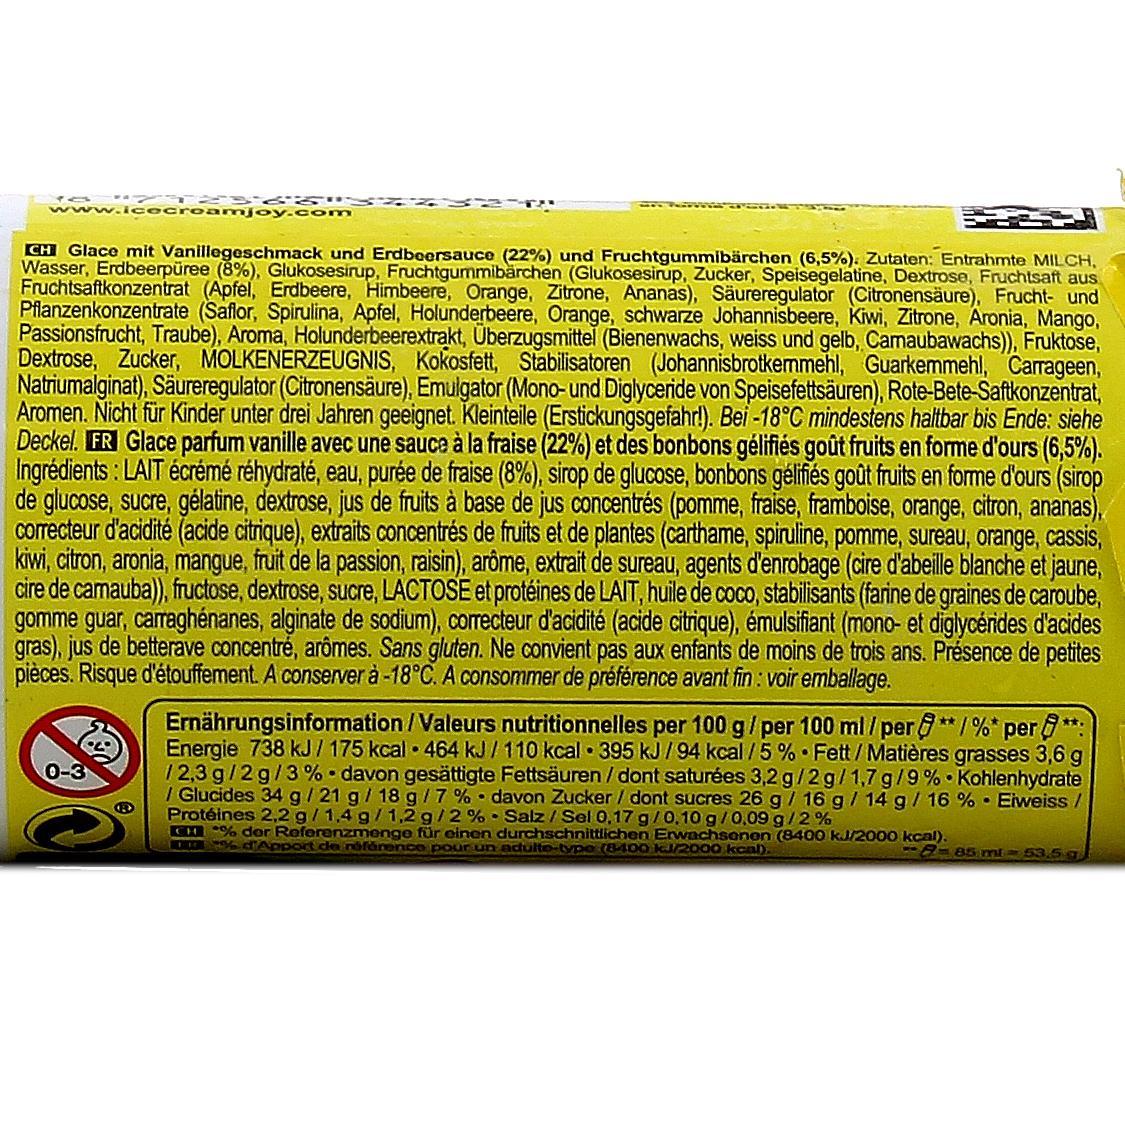 www.icecreamjoy.com
CH Glace mit Vanillegeschmack und Erdbeersauce (22%) und Fruchtgummibärchen (6,5%). Zutaten: Entrahmte MILCH,
Wasser, Erdbeerpüree (8%), Glukosesirup, Fruchtgummibärchen (Glukosesirup, Zucker, Speisegelatine, Dextrose, Fruchtsaft aus
Fruchtsaftkonzentrat (Apfel, Erdbeere, Himbeere, Orange, Zitrone, Ananas), Säureregulator (Citronensäure), Frucht- und
Pflanzenkonzentrate (Saflor, Spirulina, Apfel, Holunderbeere, Orange, schwarze Johannisbeere, Kiwi, Zitrone, Aronia, Mango,
Passionsfrucht, Traube), Aroma, Holunderbeerextrakt, Überzugsmittel (Bienenwachs, weiss und gelb, Carnaubawachs)), Fruktose,
Dextrose, Zucker, MOLKENERZEUGNIS, Kokosfett, Stabilisatoren (Johannisbrotkernmehl, Guarkernmehl, Carrageen,
Natriumalginat), Säureregulator (Citronensäure), Emulgator (Mono- und Diglyceride von Speisefettsäuren), Rote-Bete-Saftkonzentrat,
Aromen. Nicht für Kinder unter drei Jahren geeignet. Kleinteile (Erstickungsgefahr!). Bei -18°C mindestens haltbar bis Ende: siehe
Deckel. FR Glace parfum vanille avec une sauce à la fraise (22%) et des bonbons gélifiés goût fruits en forme d'ours (6,5%).
Ingrédients : LAIT écrémé réhydraté, eau, purée de fraise (8%), sirop de glucose, bonbons gélifiés goût fruits en forme d'ours (sirop
de glucose, sucre, gélatine, dextrose, jus de fruits à base de jus concentrés (pomme, fraise, framboise, orange, citron, ananas),
correcteur d'acidité (acide citrique), extraits concentrés de fruits et de plantes (carthame, spiruline, pomme, sureau, orange, cassis,
kiwi, citron, aronia, mangue, fruit de la passion, raisin), arôme, extrait de sureau, agents d'enrobage (cire d'abeille blanche et jaune,
cire de carnauba)), fructose, dextrose, sucre, LACTOSE et protéines de LAIT, huile de coco, stabilisants (farine de graines de caroube,
gomme guar, carraghénanes, alginate de sodium), correcteur d'acidité (acide citrique), émulsifiant (mono- et diglycérides d'acides
gras), jus de betterave concentré, arômes. Sans gluten. Ne convient pas aux enfants de moins de trois ans. Présence de petites
pièces. Risque d'étouffement. A conserver à -18°C. A consommer de préférence avant fin : voir emballage.
0-3
®
Ernährungsinformation / Valeurs nutritionnelles per 100 g / per 100 ml / per ** / %* per **:
Energie 738 kJ / 175 kcal • 464 kJ / 110 kcal • 395 kJ / 94 kcal / 5 % • Fett / Matières grasses 3,6 g
/ 2,3 g / 2 g / 3 % • davon gesättigte Fettsäuren / dont saturées 3,2 g / 2 g / 1,7 g / 9 % • Kohlenhydrate
/ Glucides 34 g / 21 g / 18 g / 7 % • davon Zucker / dont sucres 26 g / 16 g / 14 g / 16 % • Eiweiss /
Protéines 2,2 g / 1,4 g / 1,2 g / 2 % • Salz / Sel 0,17 g / 0,10 g / 0,09 g / 2 %
CH *% der Referenzmenge für einen durchschnittlichen Erwachsenen (8400 kJ/2000 kcal).
FR *% d'Apport de référence pour un adulte-type (8400 kJ/2000 kcal).
** = 85 ml = 53,5 g